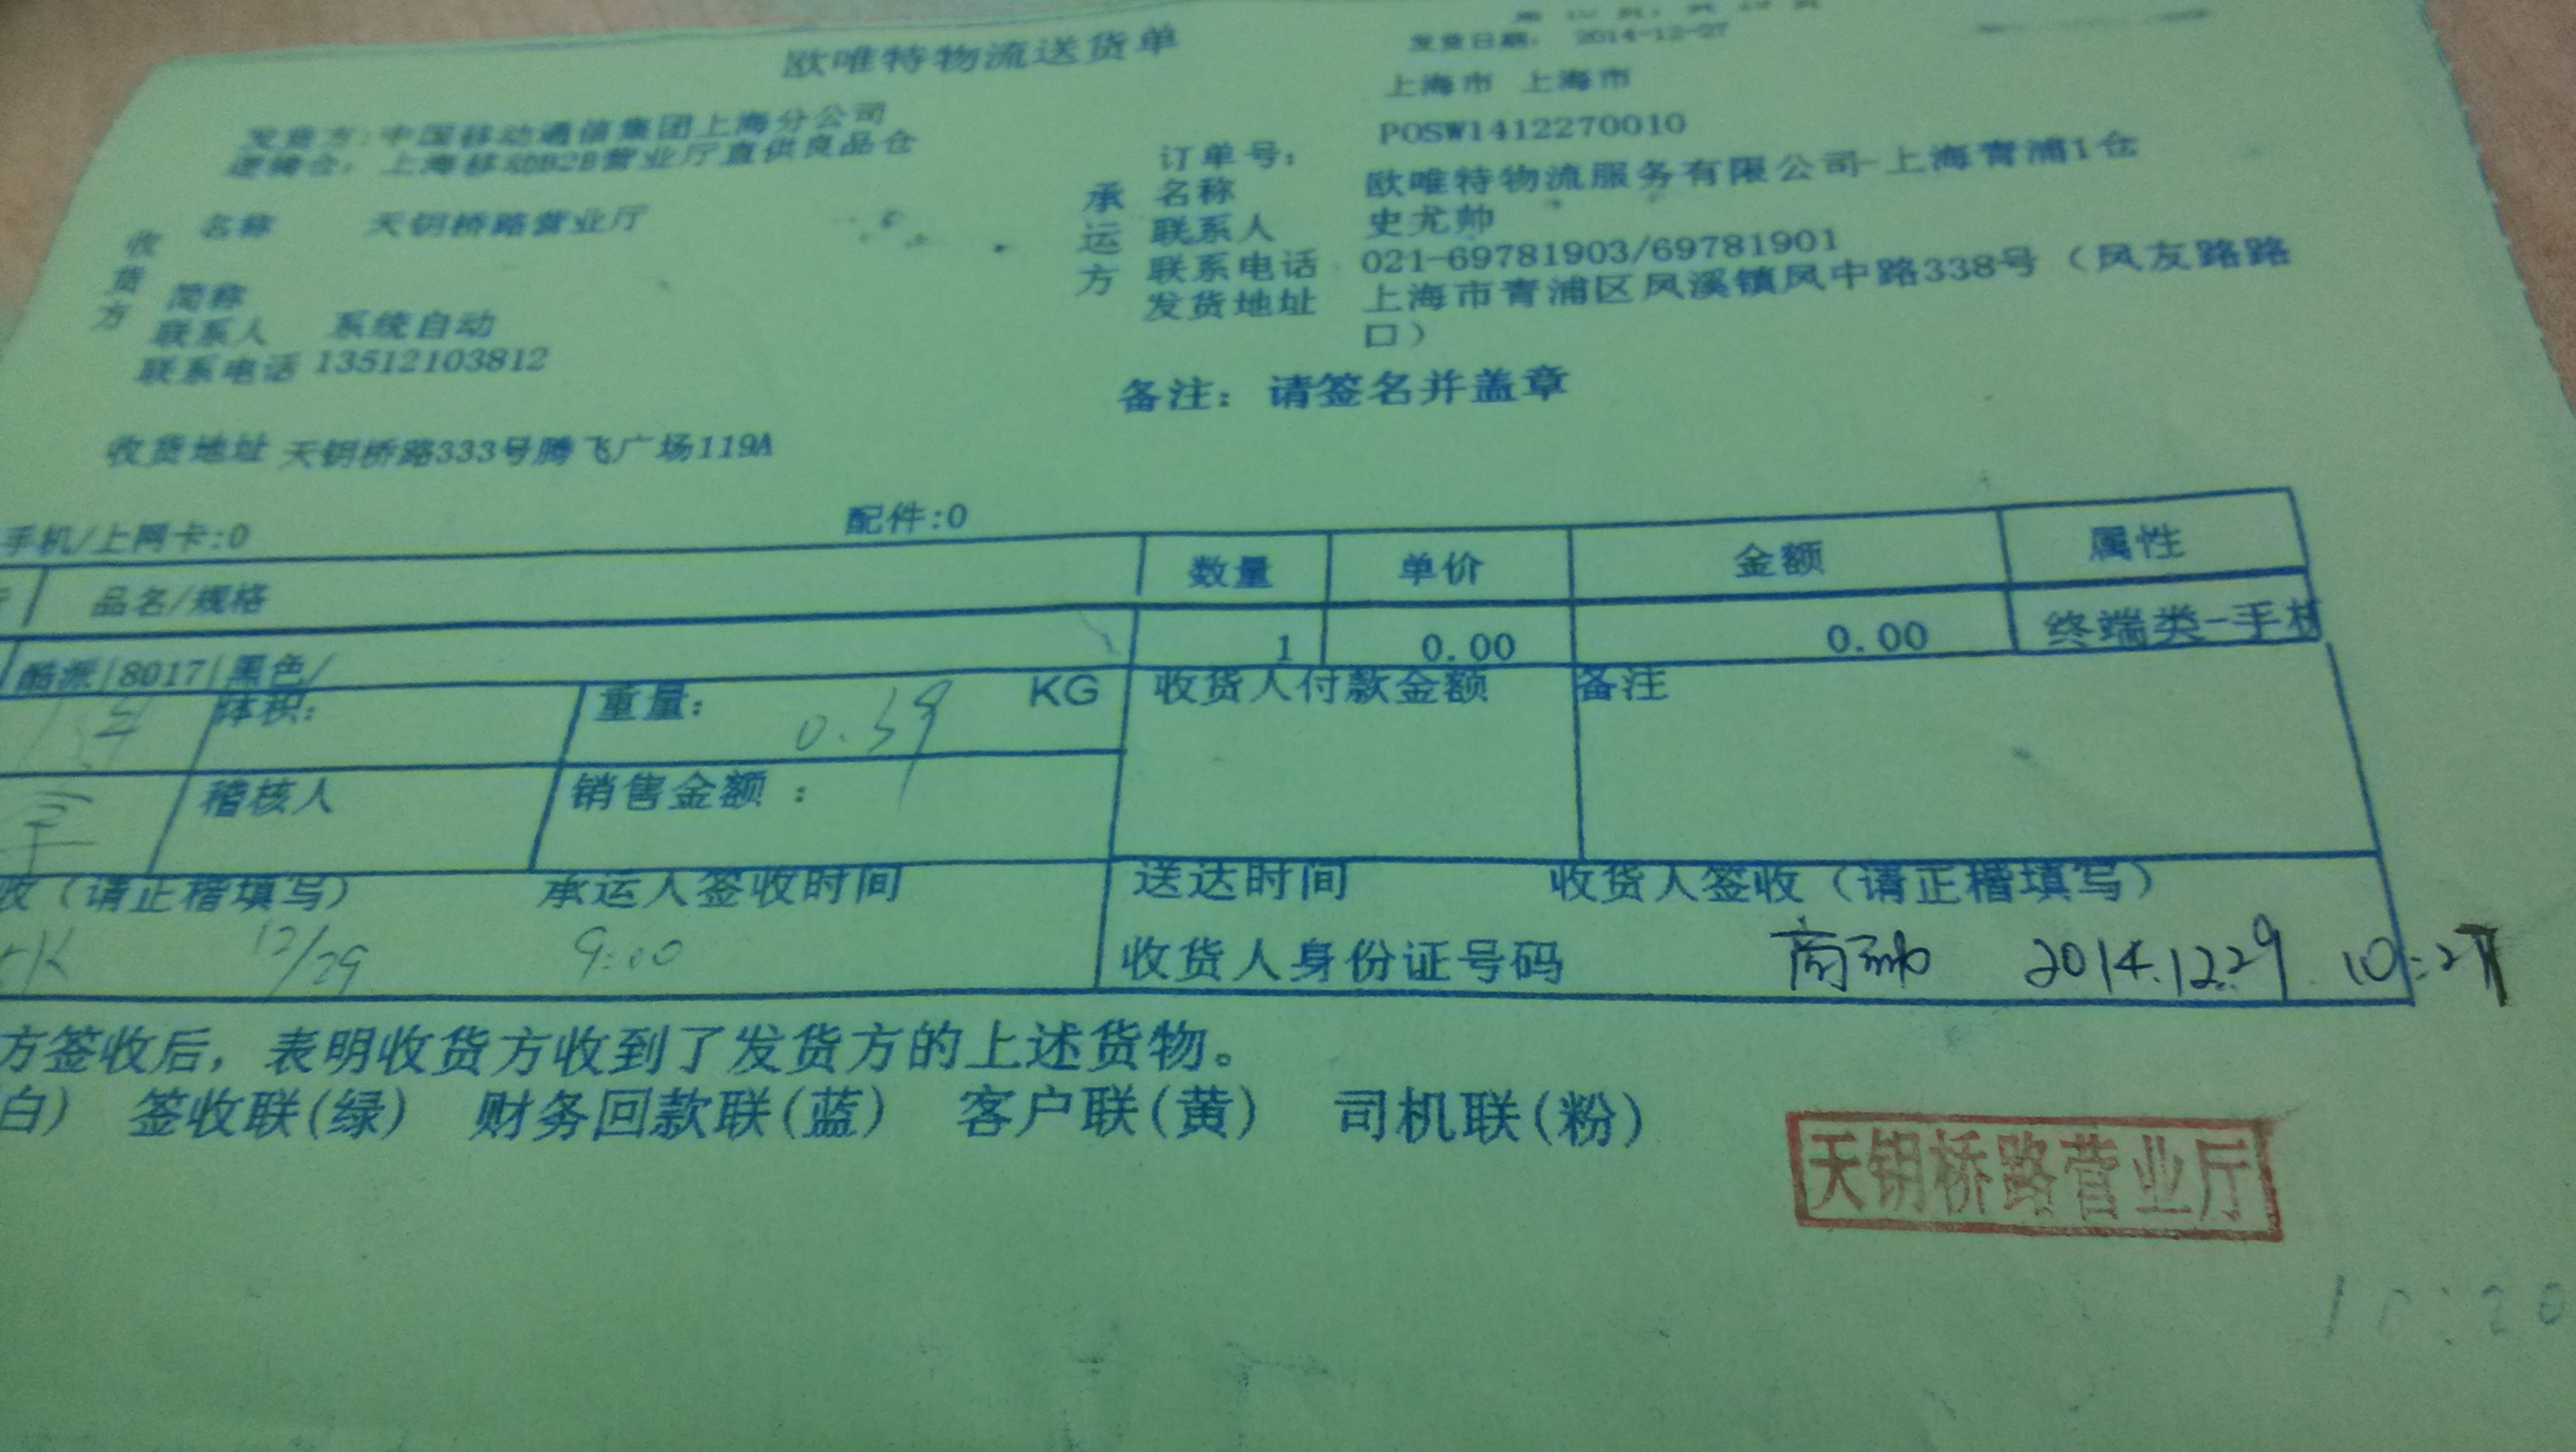 欧唯特物流送货单
发货日期: 2014-12-27
上海市 上海市
发货方:中国移动通信集团上海分公司
逻辑仓: 上海移动B2B营业厅直供良品仓
订单号: POSW1412270010
收货方
名称 天钥桥路营业厅
简称
联系人 系统自动
联系电话 13512103812
收货地址 天钥桥路333号腾飞广场119A
承运方
名称 欧唯特物流服务有限公司-上海青浦1仓
联系人 史尤帅
联系电话 021-69781903/69781901
发货地址 上海市青浦区凤溪镇凤中路338号(凤友路路
口)
备注: 请签名并盖章
手机/上网卡:0 配件:0
品名/规格 数量 单价 金额 属性
酷派|8017|黑色/ 1 0.00 0.00 终端类-手机
体积: 重量: 0.39 KG 收货人付款金额 备注
稽核人 销售金额 :
收(请正楷填写) 承运人签收时间 送达时间 收货人签收(请正楷填写)
12/29 9:00 收货人身份证号码 2014.12.29
方签收后, 表明收货方收到了发货方的上述货物。
白) 签收联(绿) 财务回款联(蓝) 客户联(黄) 司机联(粉)
天钥桥路营业厅